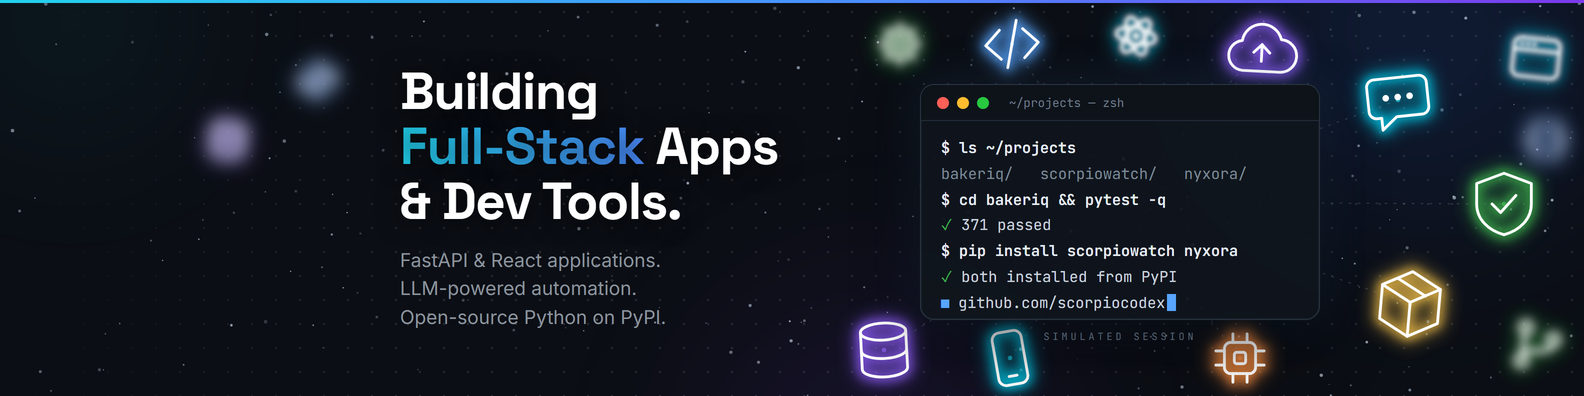 Building
Full-Stack Apps
& Dev Tools.
FastAPI & React applications.
LLM-powered automation.
Open-source Python on PyPI.
~/projects — zsh
$ ls ~/projects
bakeriq/ scorpiowatch/ nyxora/
$ cd bakeriq && pytest -q
✓ 371 passed
$ pip install scorpiowatch nyxora
✓ both installed from PyPI
github.com/scorpiocodex
SIMULATED SESSION